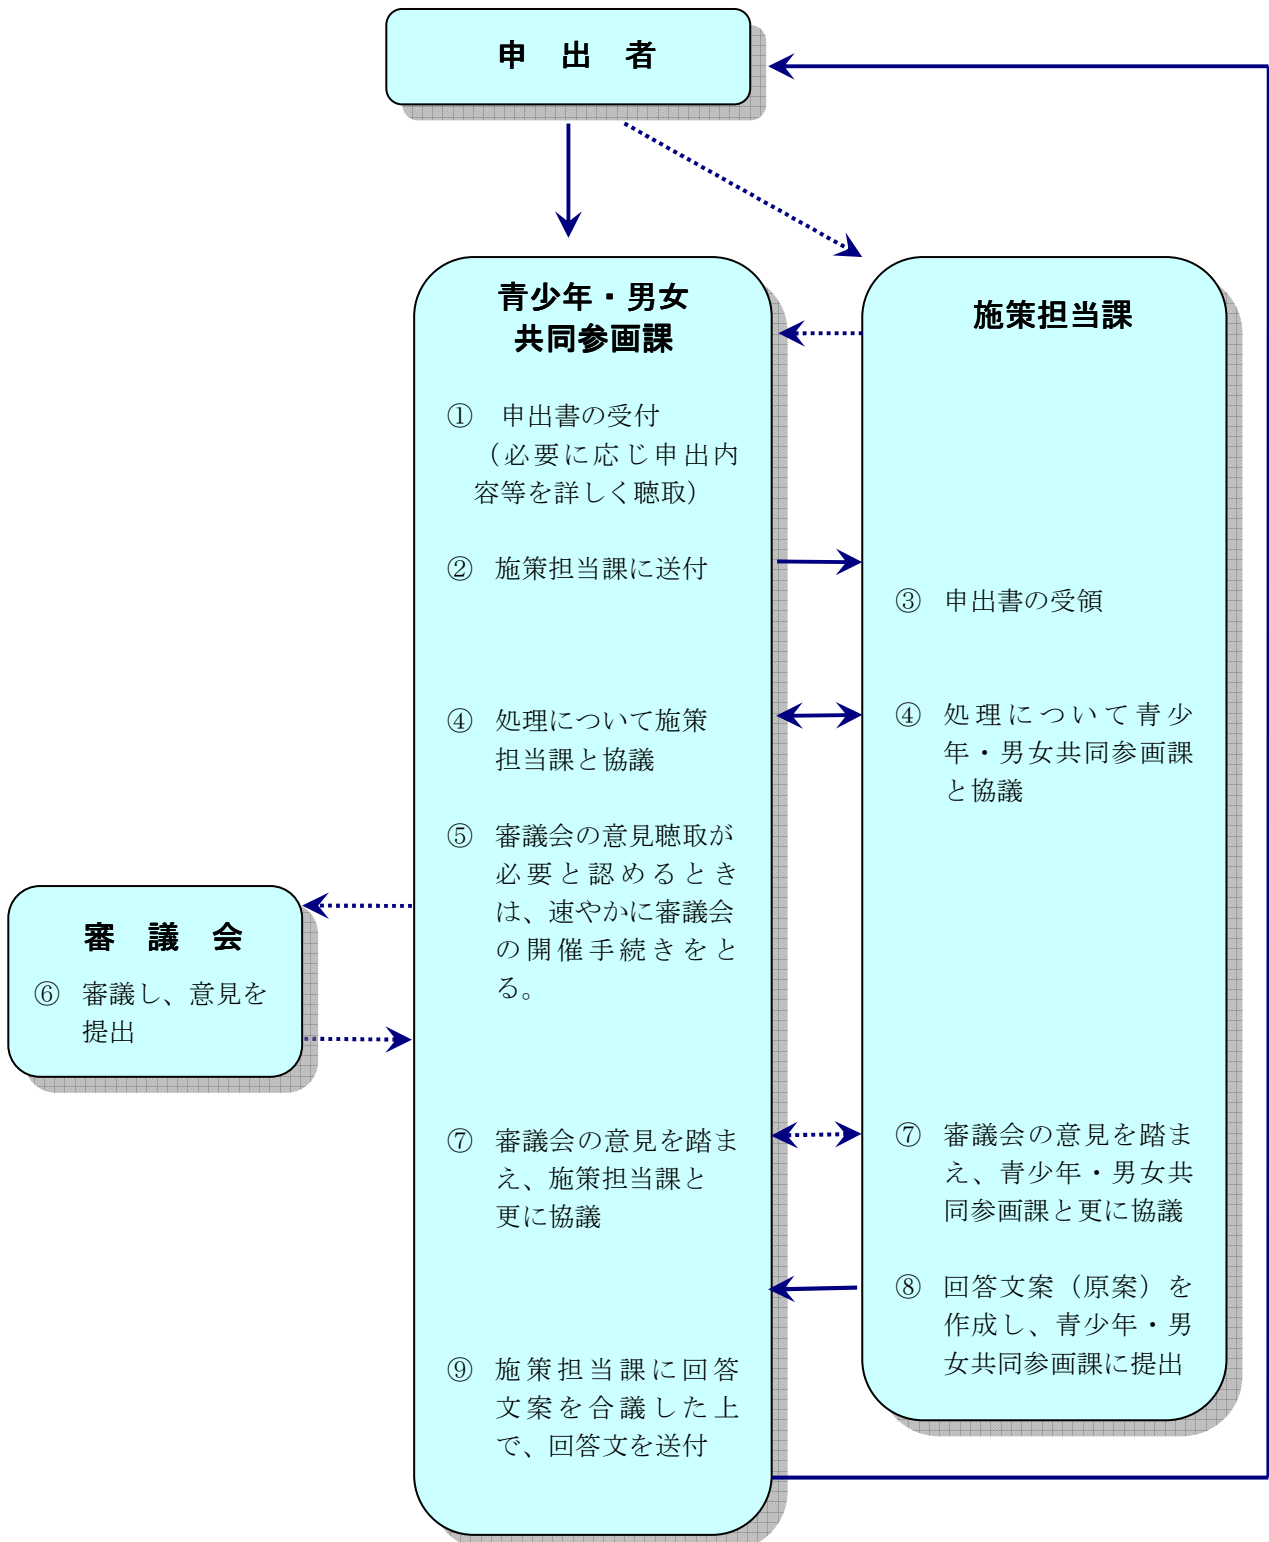 申　出　者
青少年・男女
共同参画課
①　申出書の受付
（必要に応じ申出内
容等を詳しく聴取）
②　施策担当課に送付
④　処理について施策
担当課と協議
⑤　審議会の意見聴取が
必要と認めるとき
は、速やかに審議会
の開催手続きをと
る。
⑦　審議会の意見を踏ま
え、施策担当課と
更に協議
⑨　施策担当課に回答
文案を合議した上
で、回答文を送付
施策担当課
③　申出書の受領
④　処理について青少
年・男女共同参画課
と協議
⑦　審議会の意見を踏ま
え、青少年・男女共
同参画課と更に協議
⑧　回答文案（原案）を
作成し、青少年・男
女共同参画課に提出
審　議　会
⑥　審議し、意見を
提出